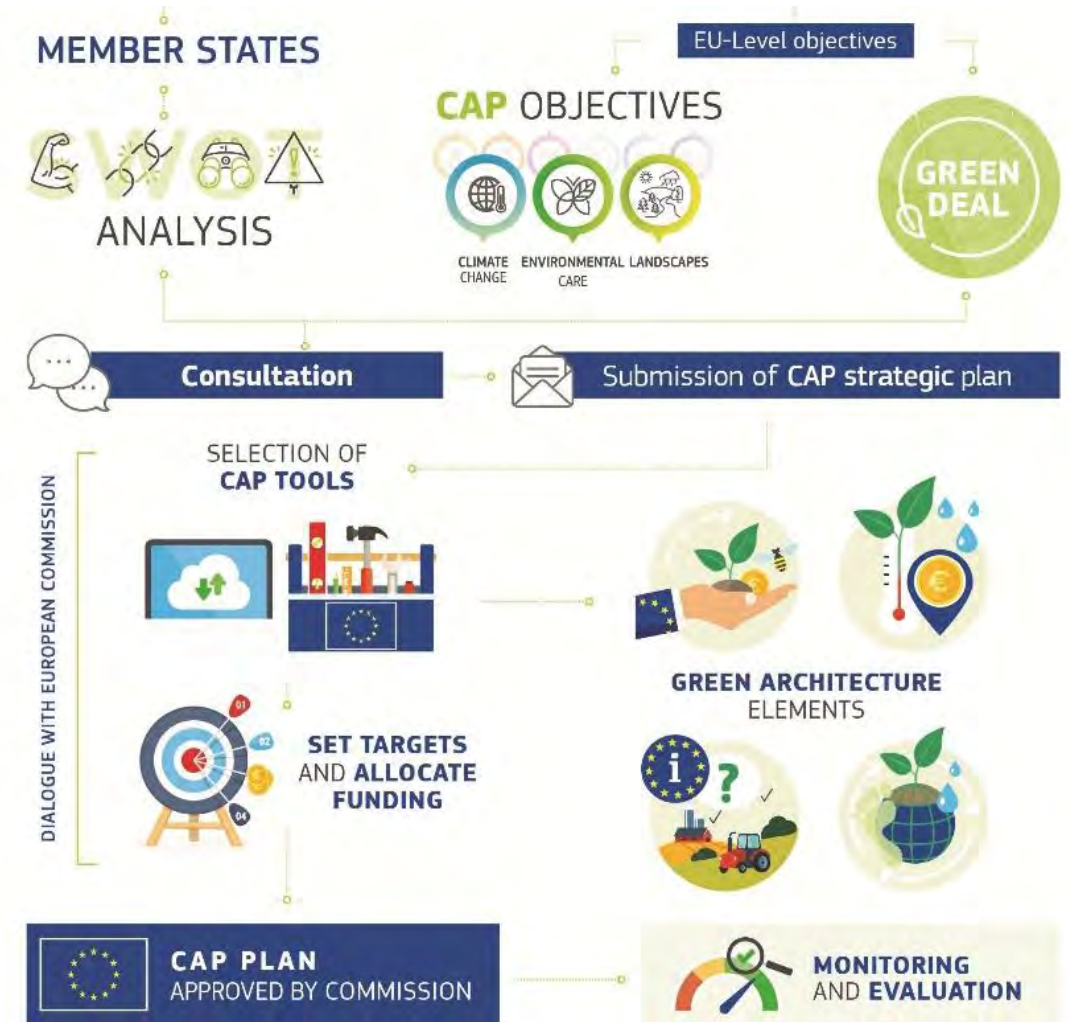 MEMBER STATES
SWOT
ANALYSIS
EU-Level objectives
CAP OBJECTIVES
CLIMATE
CHANGE
ENVIRONMENTAL
CARE
LANDSCAPES
GREEN
DEAL
Consultation
Submission of CAP strategic plan
DIALOGUE WITH EUROPEAN COMMISSION
SELECTION OF
CAP TOOLS
GREEN ARCHITECTURE
ELEMENTS
01
02
04
SET TARGETS
AND ALLOCATE
FUNDING
i
?
CAP PLAN
APPROVED BY COMMISSION
MONITORING
AND EVALUATION